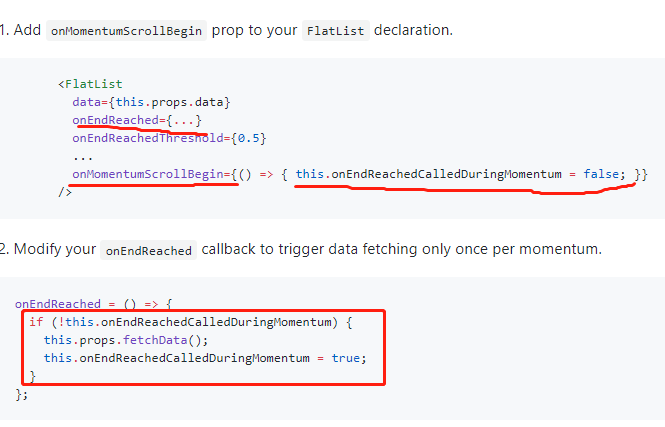 1. Add onMomentumScrollBegin prop to your FlatList declaration.
<FlatList
data={this.props.data}
onEndReached={...}
onEndReachedThreshold={0.5}
...
onMomentumScrollBegin={() => { this.onEndReachedCalledDuringMomentum = false; }}
/>
2. Modify your onEndReached callback to trigger data fetching only once per momentum.
onEndReached = () => {
if (!this.onEndReachedCalledDuringMomentum) {
this.props.fetchData();
this.onEndReachedCalledDuringMomentum = true;
}
};